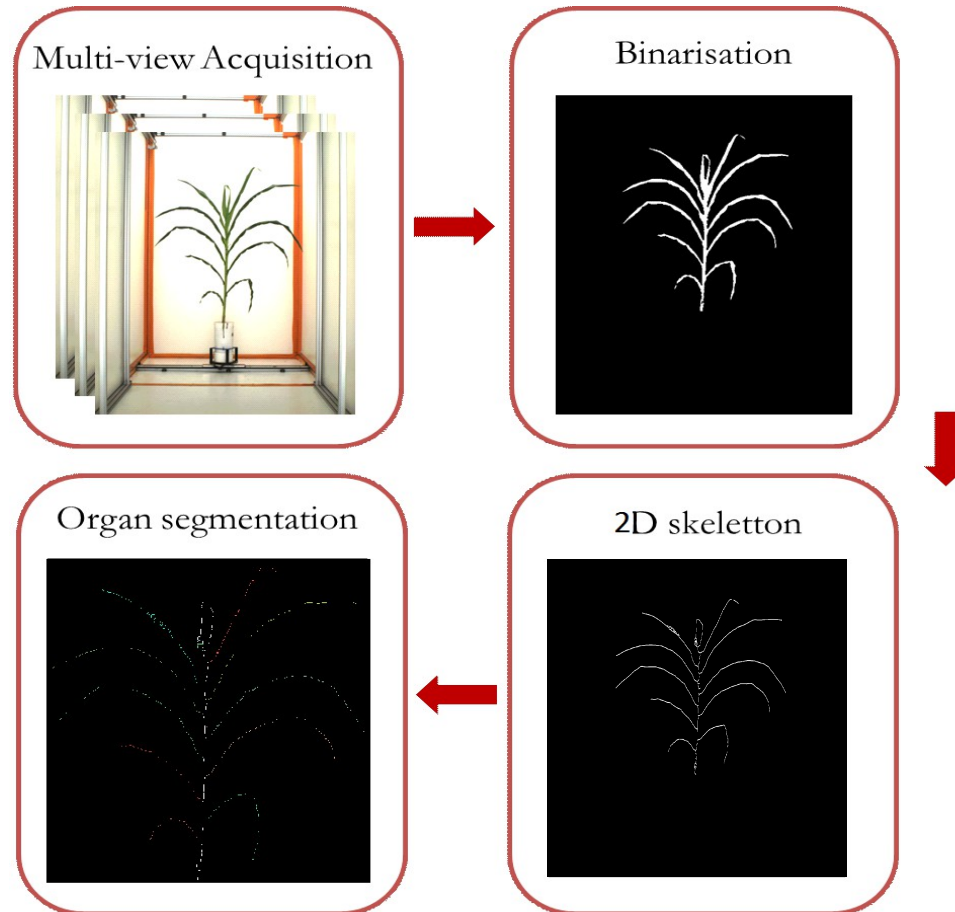 Multi-view Acquisition
Binarisation
Organ segmentation
2D skeletton